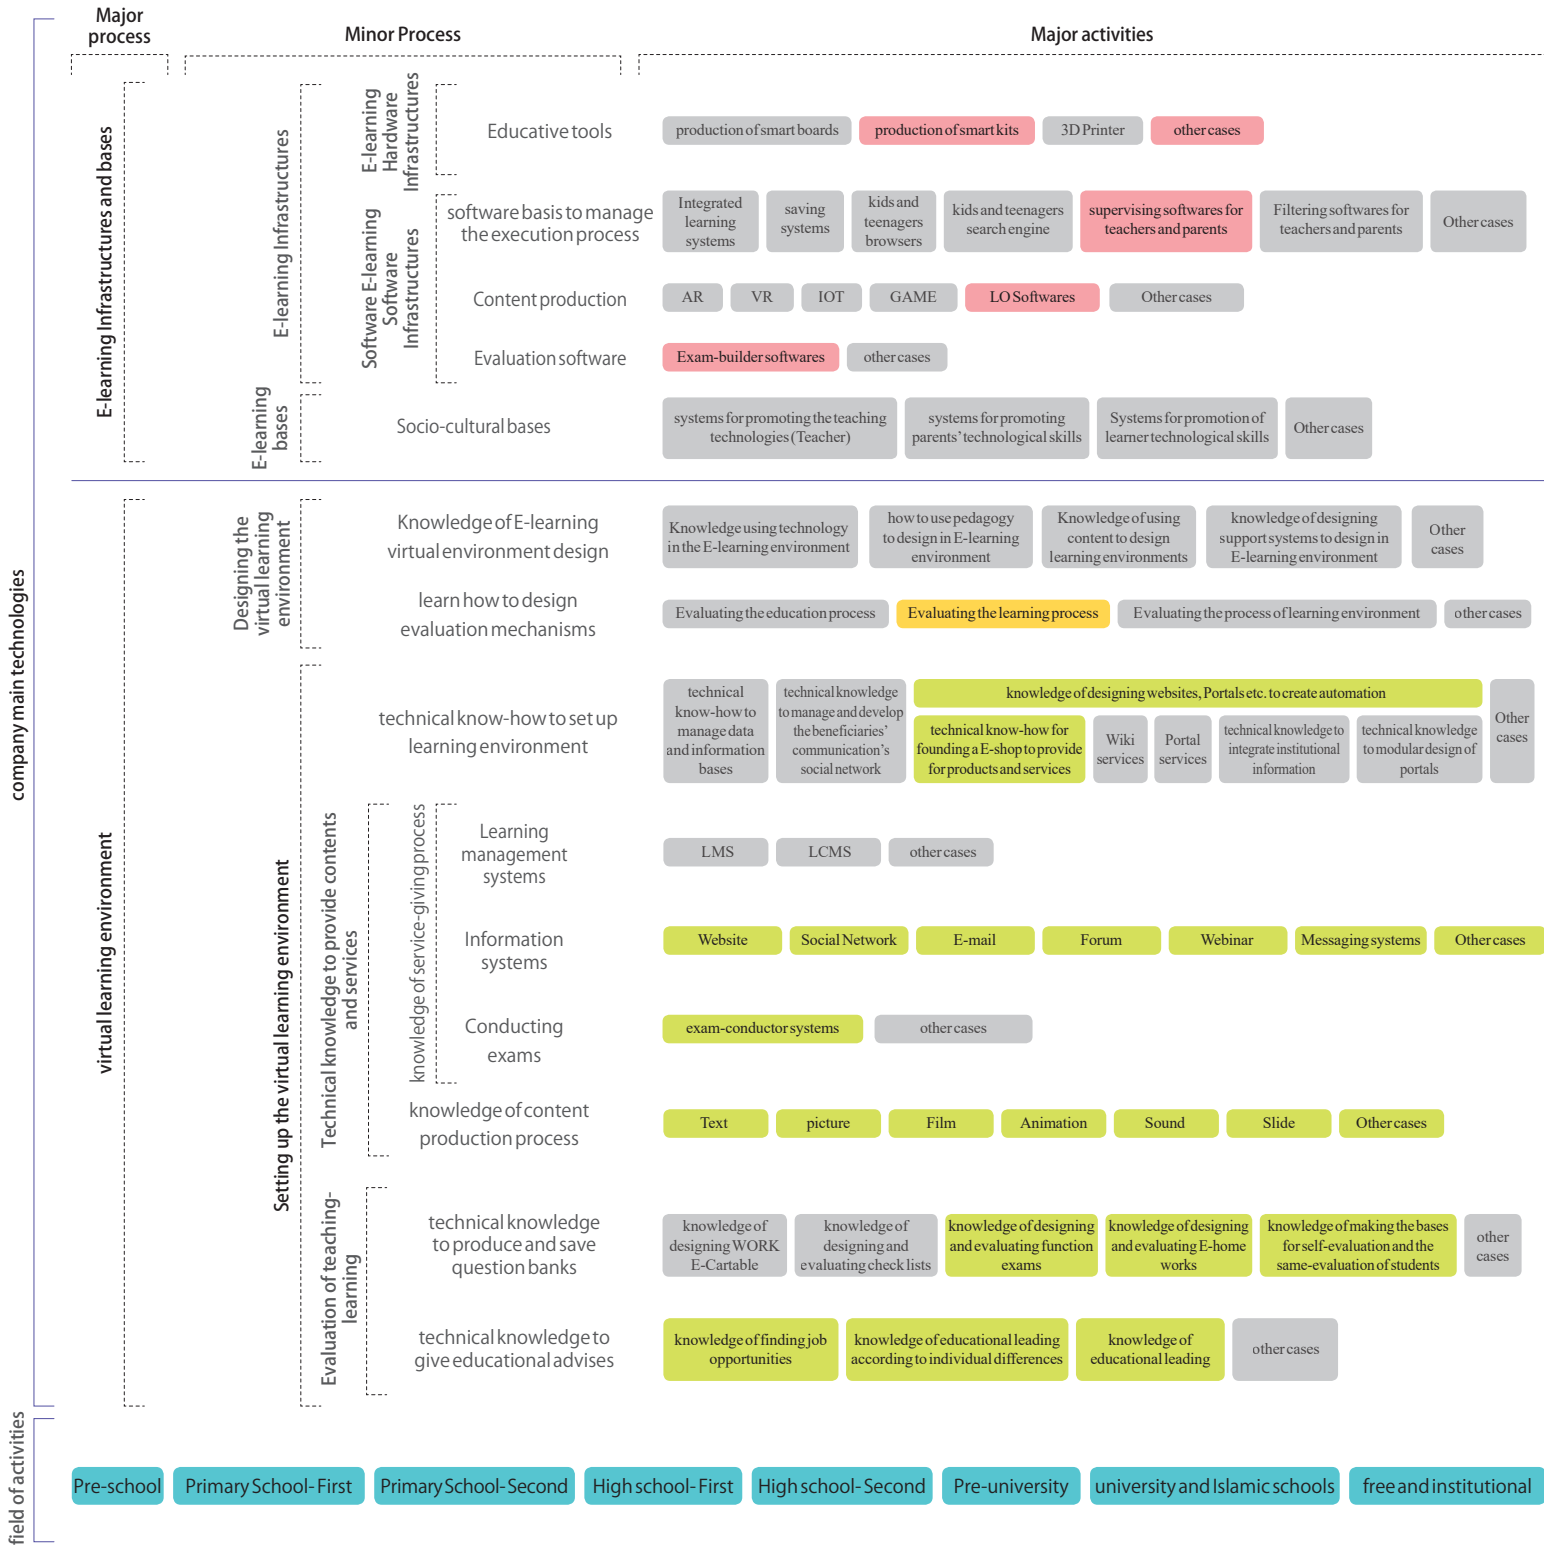 Major
process
Minor Process
Major activities
company main technologies
E-learning Infrastructures and bases
E-learning Infrastructures
E-learning
Hardware
Infrastructures
Educative tools
production of smart boards
production of smart kits
3D Printer
other cases
Software E-learning
Software
Infrastructures
software basis to manage
the execution process
Integrated
learning
systems
saving
systems
kids and
teenagers
browsers
kids and teenagers
search engine
supervising softwares for
teachers and parents
Filtering softwares for
teachers and parents
Other cases
Content production
AR
VR
IOT
GAME
LO Softwares
Other cases
Evaluation software
Exam-builder softwares
other cases
E-learning
bases
Socio-cultural bases
systems for promoting the teaching
technologies (Teacher)
systems for promoting
parents' technological skills
Systems for promotion of
learner technological skills
Other cases
virtual learning environment
Designing the
virtual learning
environment
Knowledge of E-learning
virtual environment design
Knowledge using technology
in the E-learning environment
how to use pedagogy
to design in E-learning
environment
Knowledge of using
content to design
learning environments
knowledge of designing
support systems to design in
E-learning environment
Other
cases
learn how to design
evaluation mechanisms
Evaluating the education process
Evaluating the learning process
Evaluating the process of learning environment
other cases
Setting up the virtual learning environment
technical know-how to set up
learning environment
technical
know-how to
manage data
and information
bases
technical knowledge
to manage and develop
the beneficiaries'
communication's
social network
knowledge of designing websites, Portals etc. to create automation
technical know-how for
founding a E-shop to provide
for products and services
Wiki
services
Portal
services
technical knowledge to
integrate institutional
information
technical knowledge
to modular design of
portals
Other
cases
Technical knowledge to provide contents
and services
knowledge of service-giving process
Learning
management
systems
LMS
LCMS
other cases
Information
systems
Website
Social Network
E-mail
Forum
Webinar
Messaging systems
Other cases
Conducting
exams
exam-conductor systems
other cases
knowledge of content
production process
Text
picture
Film
Animation
Sound
Slide
Other cases
Evaluation of teaching-
learning
technical knowledge
to produce and save
question banks
knowledge of
designing WORK
E-Cartable
knowledge of
designing and
evaluating check lists
knowledge of designing
and evaluating function
exams
knowledge of designing
and evaluating E-home
works
knowledge of making the bases
for self-evaluation and the
same-evaluation of students
other
cases
technical knowledge to
give educational advises
knowledge of finding job
opportunities
knowledge of educational leading
according to individual differences
knowledge of
educational leading
other cases
field of activities
Pre-school
Primary School- First
Primary School- Second
High school- First
High school- Second
Pre-university
university and Islamic schools
free and institutional